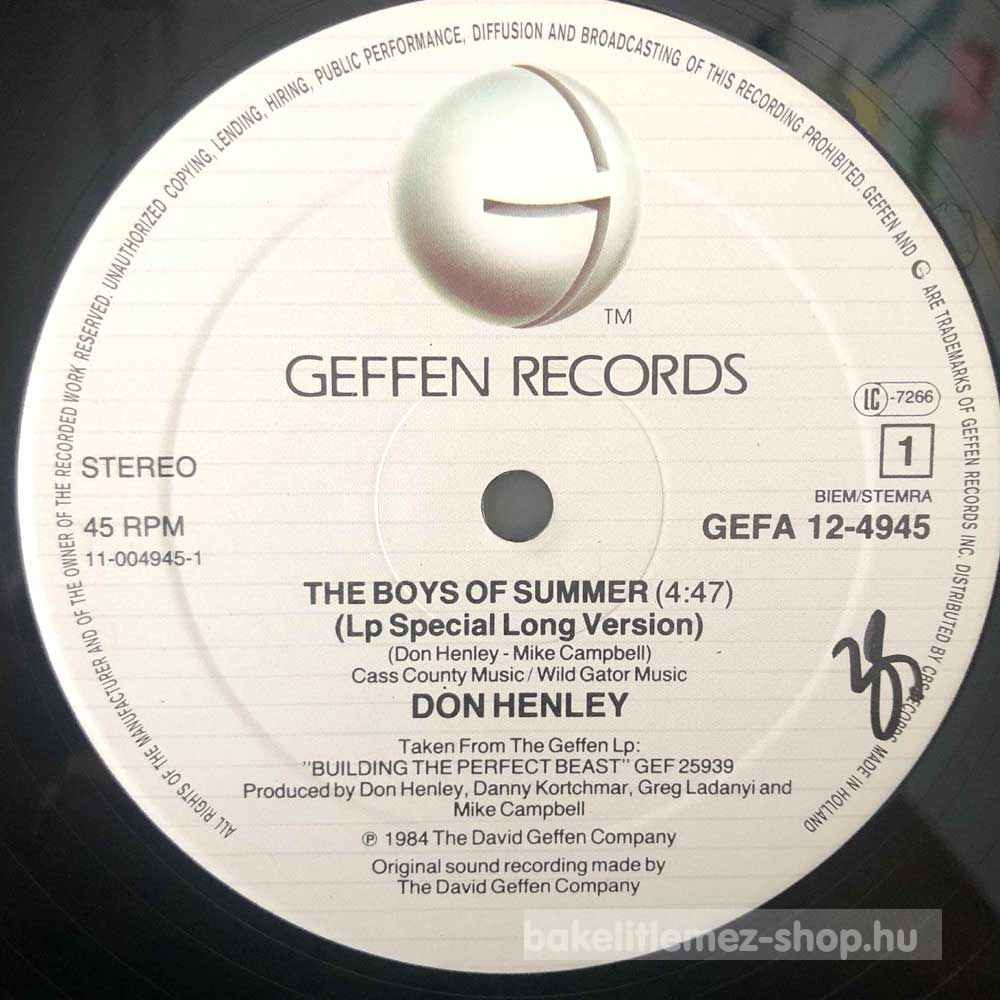 ALL RIGHTS OF THE MANUFACTURER AND OF THE OWNER OF THE RECORDED WORK RESERVED. UNAUTHORIZED COPYING, LENDING, HIRING, PUBLIC PERFORMANCE, DIFFUSION AND BROADCASTING OF THIS RECORDING PROHIBITED. GEFFEN AND G ARE TRADEMARKS OF GEFFEN RECORDS INC. DISTRIBUTED BY CBS RECORDS. MADE IN HOLLAND
TM
GEFFEN RECORDS
LC-7266
STEREO
1
BIEM/STEMRA
45 RPM
GEFA 12-4945
11-004945-1
THE BOYS OF SUMMER (4:47)
(Lp Special Long Version)
(Don Henley - Mike Campbell)
Cass County Music / Wild Gator Music
DON HENLEY
Taken From The Geffen Lp:
"BUILDING THE PERFECT BEAST" GEF 25939
Produced by Don Henley, Danny Kortchmar, Greg Ladanyi and
Mike Campbell
℗ 1984 The David Geffen Company
Original sound recording made by
The David Geffen Company
bakelitlemez-shop.hu